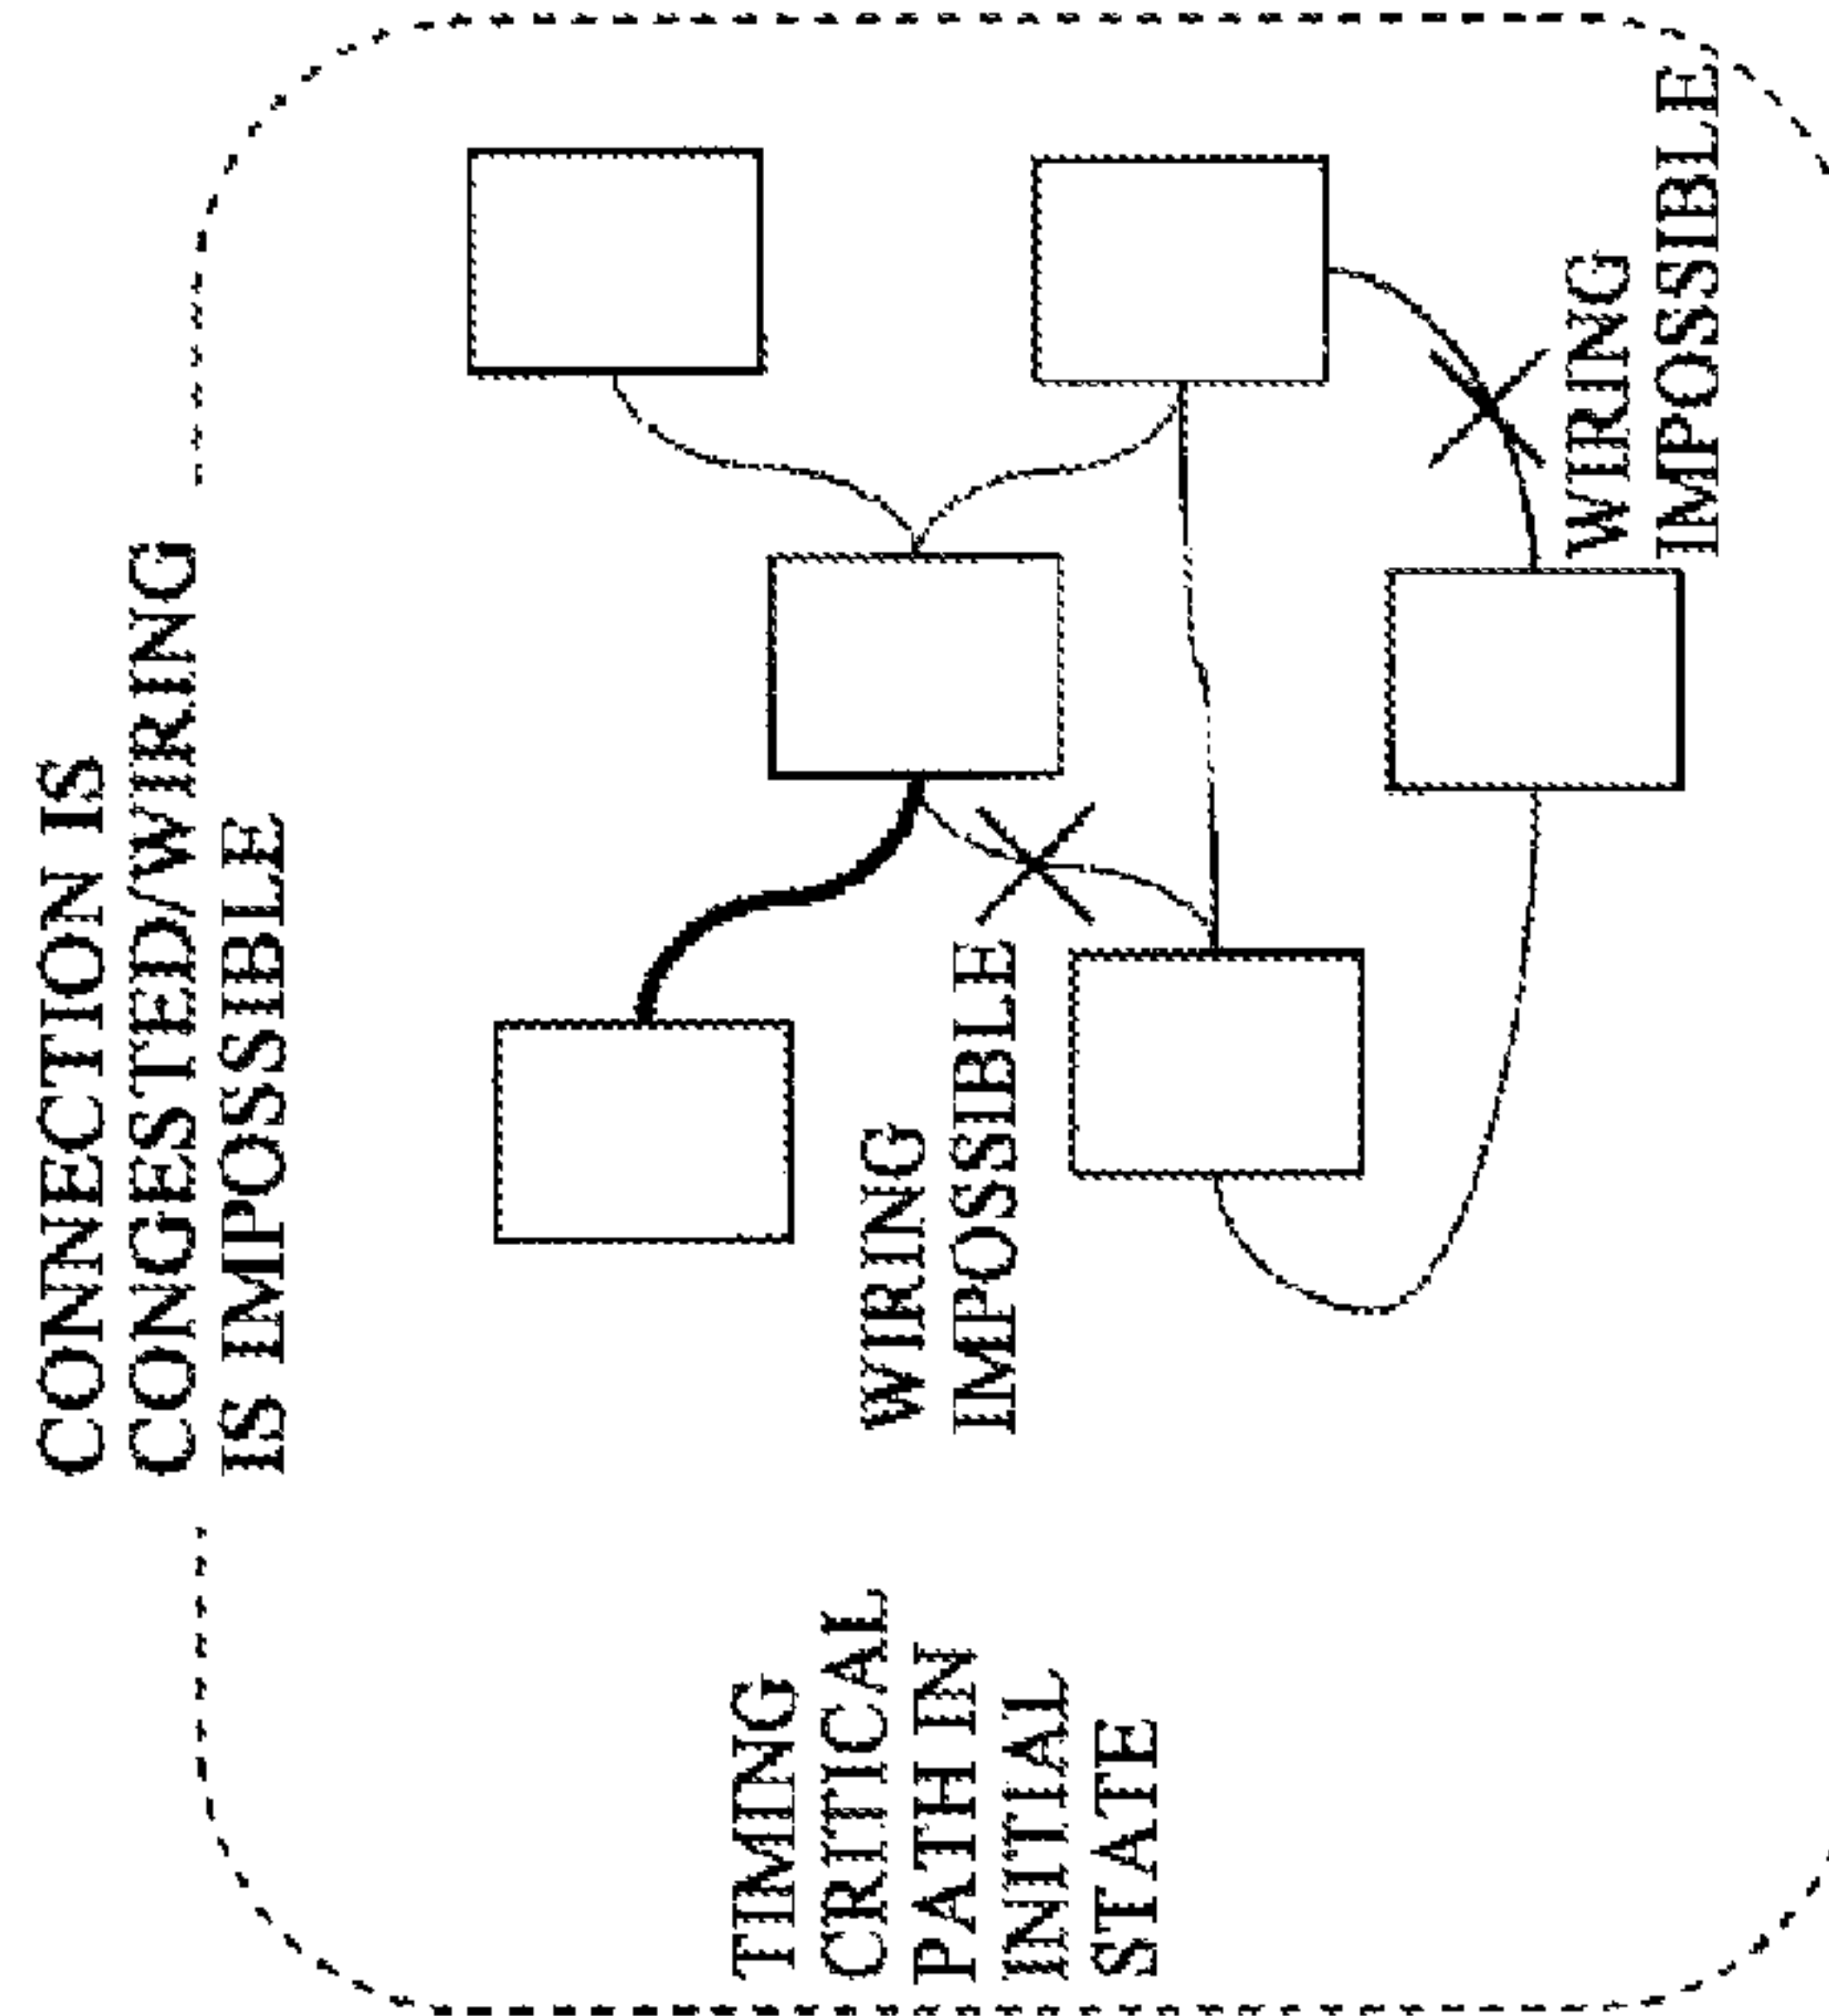 CONNECTION IS
CONGESTED/WIRING
IS IMPOSSIBLE
TIMING
CRITICAL
PATH IN
INITIAL
STATE
WIRING
IMPOSSIBLE
WIRING
IMPOSSIBLE